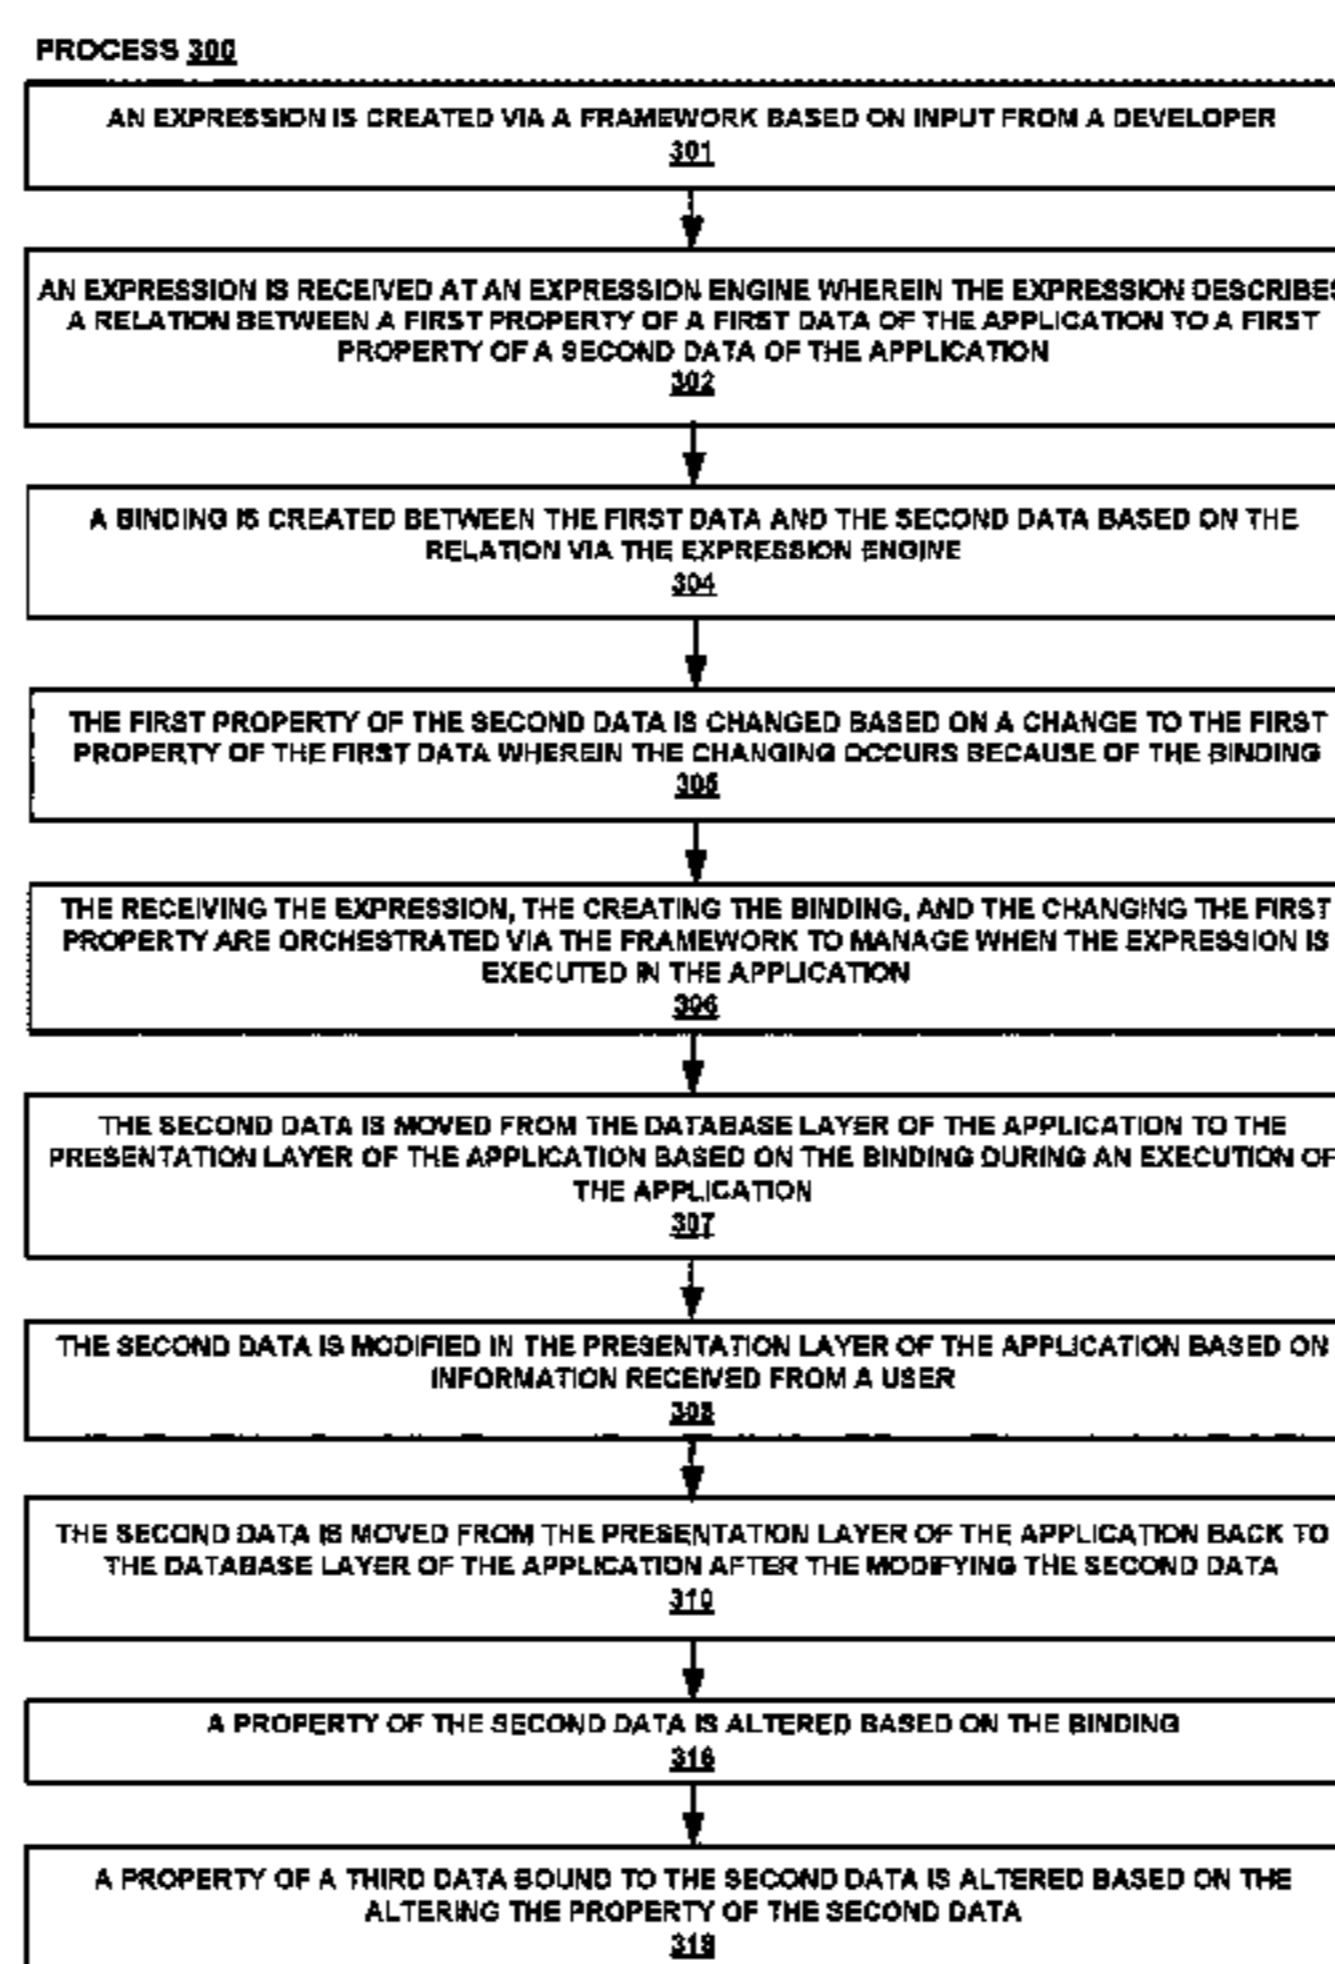 PROCESS 300
AN EXPRESSION IS CREATED VIA A FRAMEWORK BASED ON INPUT FROM A DEVELOPER
301
AN EXPRESSION IS RECEIVED AT AN EXPRESSION ENGINE WHEREIN THE EXPRESSION DESCRIBES
A RELATION BETWEEN A FIRST PROPERTY OF A FIRST DATA OF THE APPLICATION TO A FIRST
PROPERTY OF A SECOND DATA OF THE APPLICATION
302
A BINDING IS CREATED BETWEEN THE FIRST DATA AND THE SECOND DATA BASED ON THE
RELATION VIA THE EXPRESSION ENGINE
304
THE FIRST PROPERTY OF THE SECOND DATA IS CHANGED BASED ON A CHANGE TO THE FIRST
PROPERTY OF THE FIRST DATA WHEREIN THE CHANGING OCCURS BECAUSE OF THE BINDING
305
THE RECEIVING THE EXPRESSION, THE CREATING THE BINDING, AND THE CHANGING THE FIRST
PROPERTY ARE ORCHESTRATED VIA THE FRAMEWORK TO MANAGE WHEN THE EXPRESSION IS
EXECUTED IN THE APPLICATION
306
THE SECOND DATA IS MOVED FROM THE DATABASE LAYER OF THE APPLICATION TO THE
PRESENTATION LAYER OF THE APPLICATION BASED ON THE BINDING DURING AN EXECUTION OF
THE APPLICATION
307
THE SECOND DATA IS MODIFIED IN THE PRESENTATION LAYER OF THE APPLICATION BASED ON
INFORMATION RECEIVED FROM A USER
308
THE SECOND DATA IS MOVED FROM THE PRESENTATION LAYER OF THE APPLICATION BACK TO
THE DATABASE LAYER OF THE APPLICATION AFTER THE MODIFYING THE SECOND DATA
310
A PROPERTY OF THE SECOND DATA IS ALTERED BASED ON THE BINDING
316
A PROPERTY OF A THIRD DATA BOUND TO THE SECOND DATA IS ALTERED BASED ON THE
ALTERING THE PROPERTY OF THE SECOND DATA
318